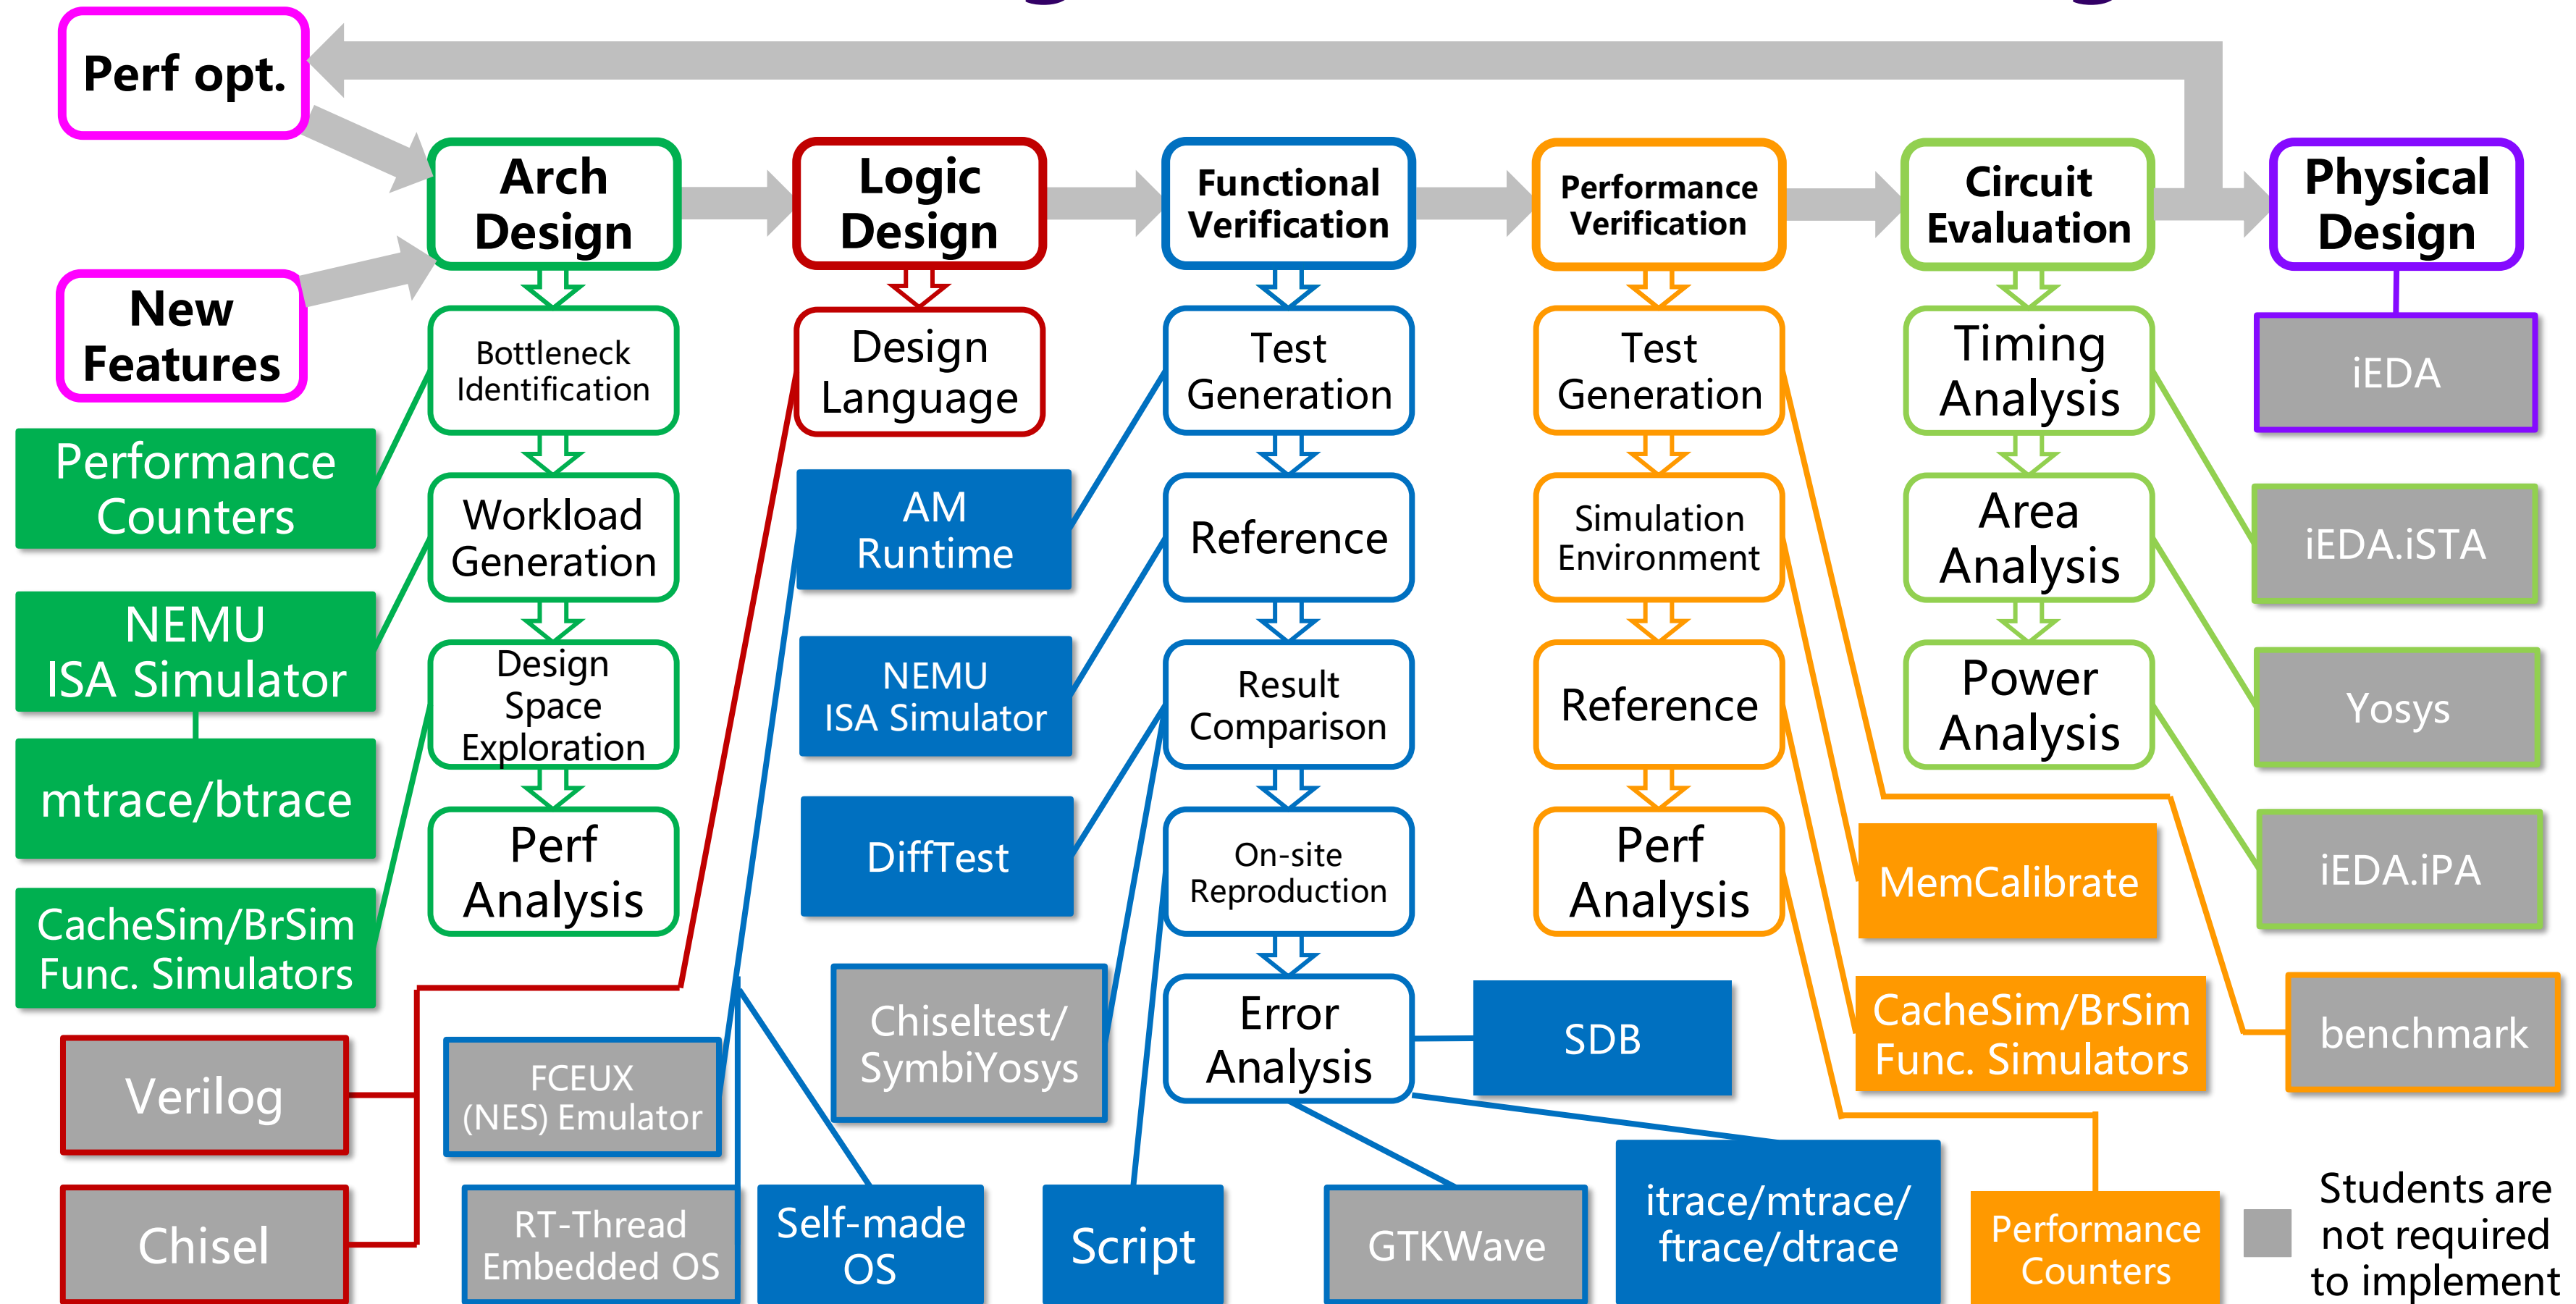 Perf opt.
New
Features
Arch
Design
Logic
Design
Functional
Verification
Performance
Verification
Circuit
Evaluation
Physical
Design
Bottleneck
Identification
Workload
Generation
Design
Space
Exploration
Perf
Analysis
Performance
Counters
NEMU
ISA Simulator
mtrace/btrace
CacheSim/BrSim
Func. Simulators
Design
Language
Verilog
Chisel
Test
Generation
Reference
Result
Comparison
On-site
Reproduction
Error
Analysis
AM
Runtime
NEMU
ISA Simulator
DiffTest
Chiseltest/
SymbiYosys
FCEUX
(NES) Emulator
RT-Thread
Embedded OS
Self-made
OS
Script
GTKWave
SDB
itrace/mtrace/
ftrace/dtrace
Test
Generation
Simulation
Environment
Reference
Perf
Analysis
MemCalibrate
CacheSim/BrSim
Func. Simulators
Performance
Counters
benchmark
Timing
Analysis
Area
Analysis
Power
Analysis
iEDA
iEDA.iSTA
Yosys
iEDA.iPA
Students are
not required
to implement